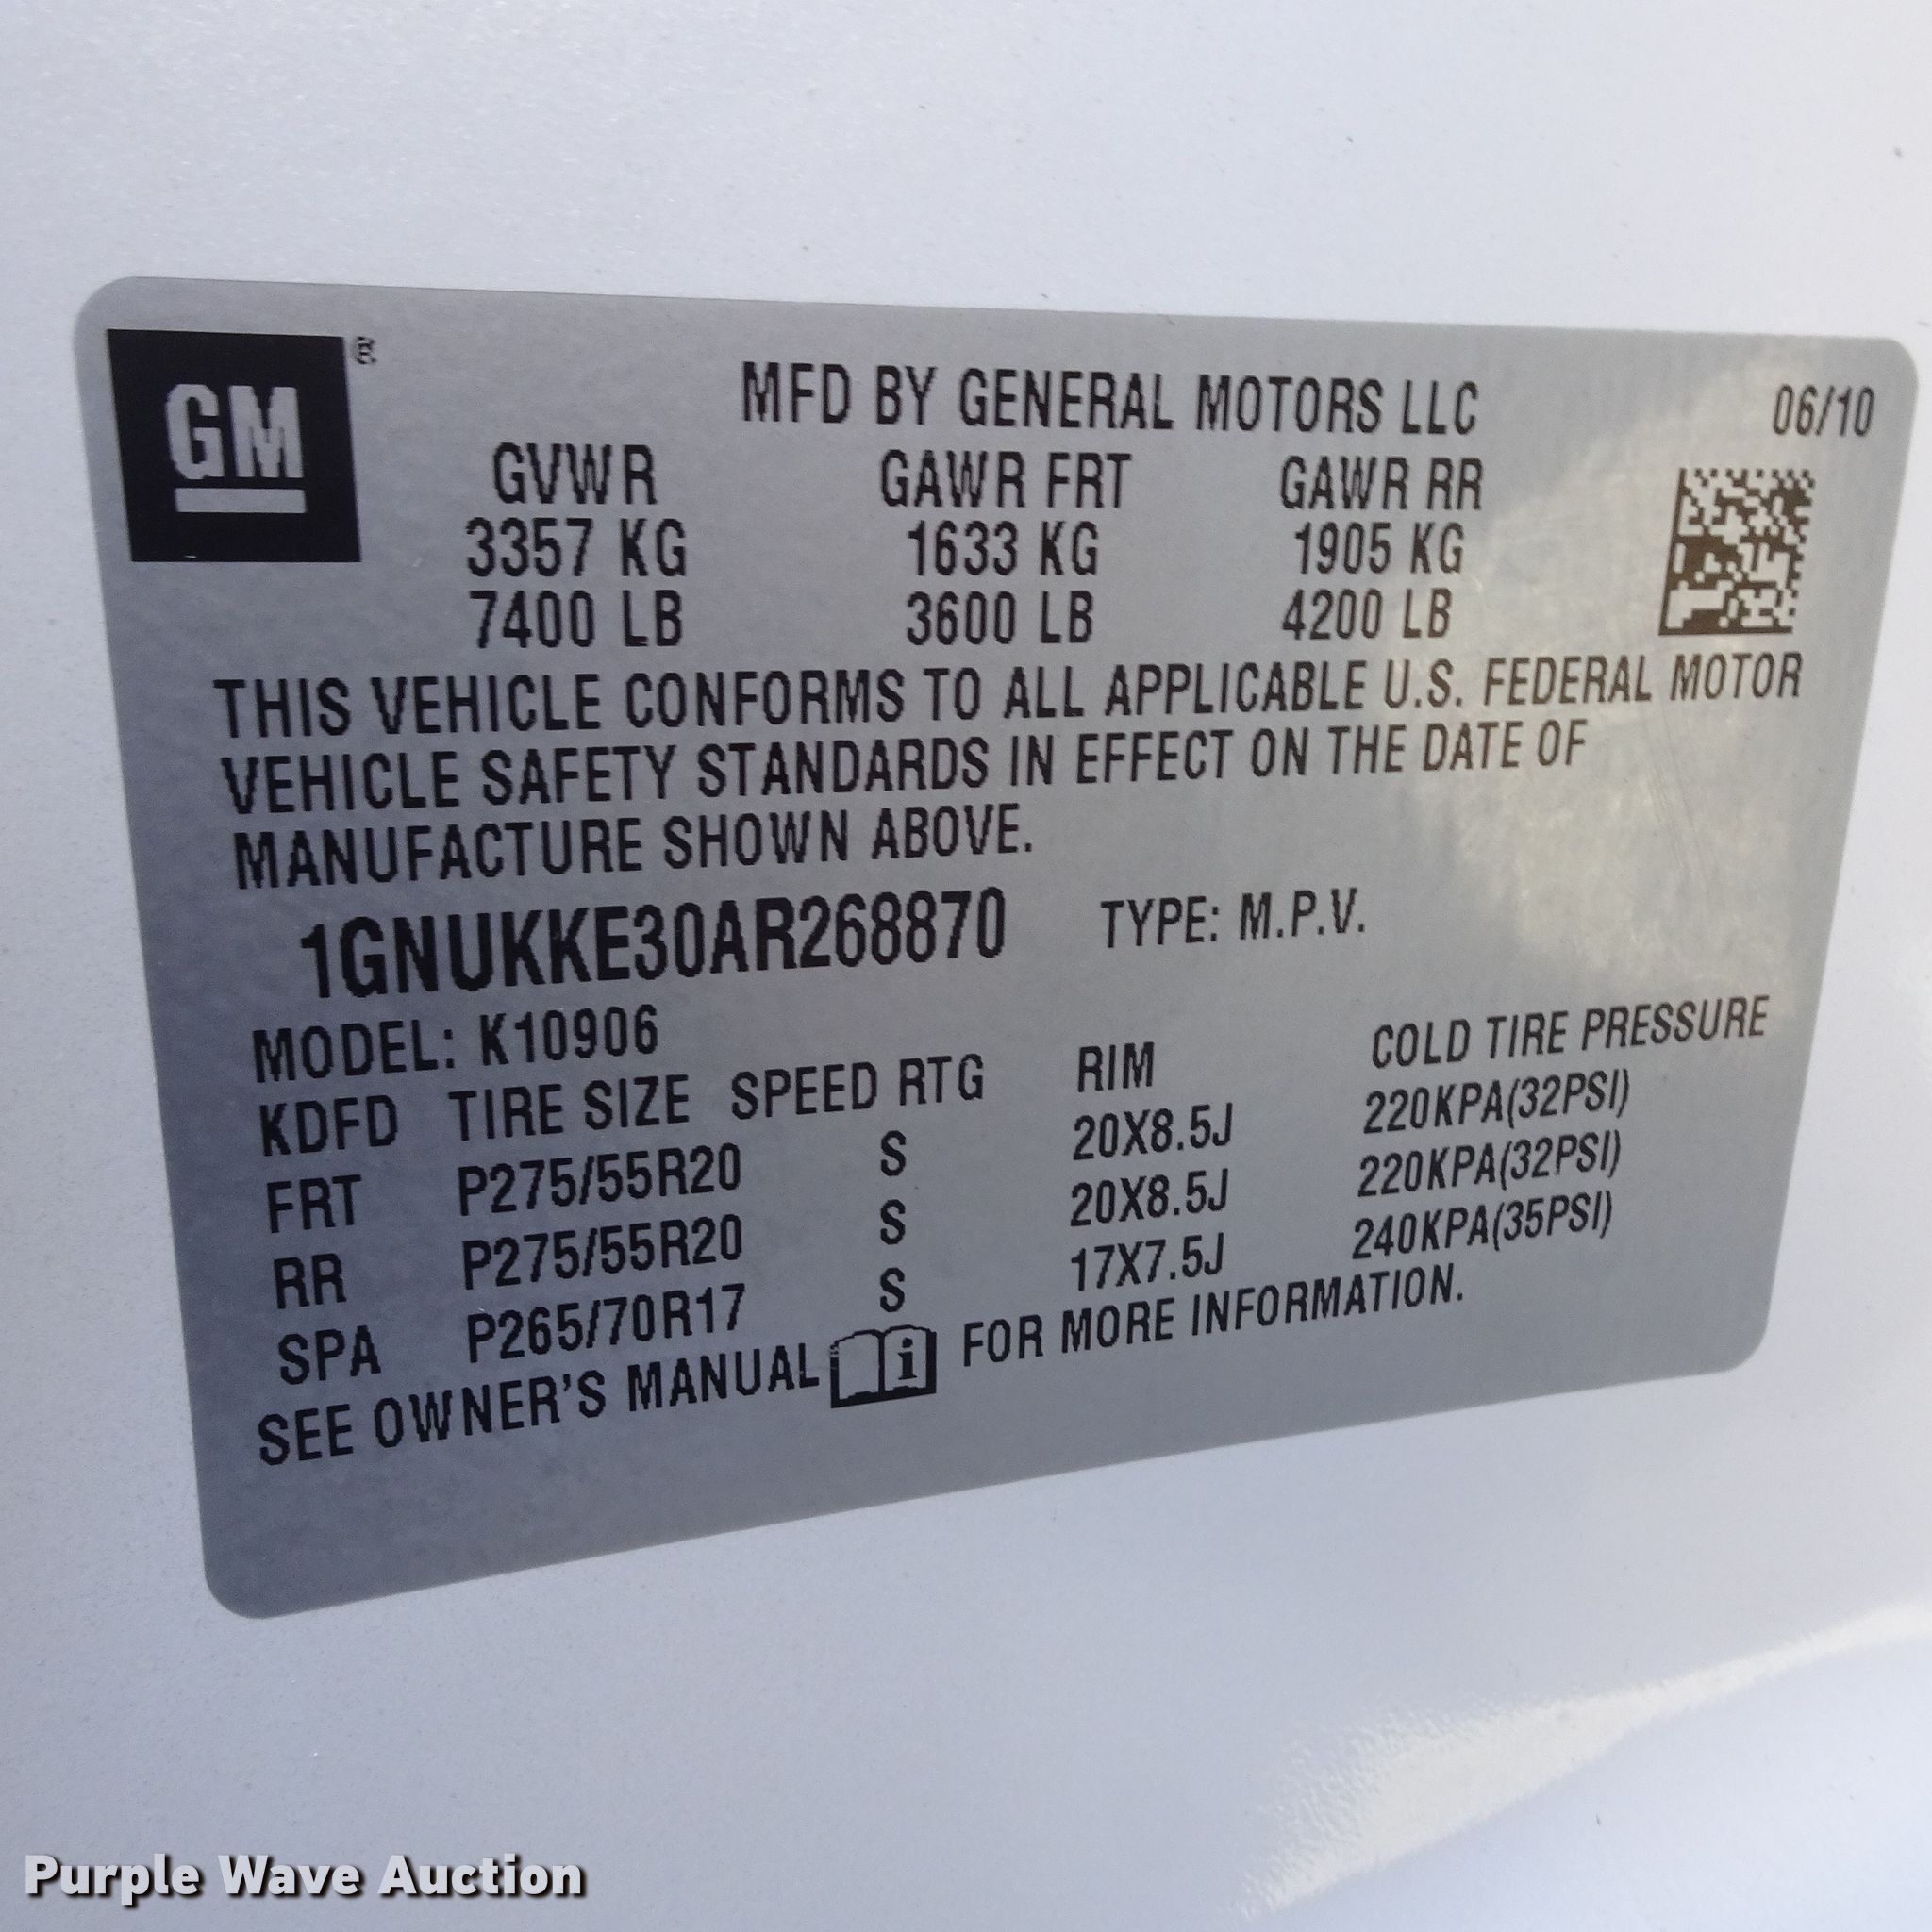 GM®
MFD BY GENERAL MOTORS LLC 06/10
GVWR GAWR FRT GAWR RR
3357 KG 1633 KG 1905 KG
7400 LB 3600 LB 4200 LB
THIS VEHICLE CONFORMS TO ALL APPLICABLE U.S. FEDERAL MOTOR
VEHICLE SAFETY STANDARDS IN EFFECT ON THE DATE OF
MANUFACTURE SHOWN ABOVE.
1GNUKKE30AR268870 TYPE: M.P.V.
MODEL: K10906
KDFD TIRE SIZE SPEED RTG RIM COLD TIRE PRESSURE
FRT P275/55R20 S 20X8.5J 220KPA(32PSI)
RR P275/55R20 S 20X8.5J 220KPA(32PSI)
SPA P265/70R17 S 17X7.5J 240KPA(35PSI)
SEE OWNER'S MANUAL i FOR MORE INFORMATION.
Purple Wave Auction